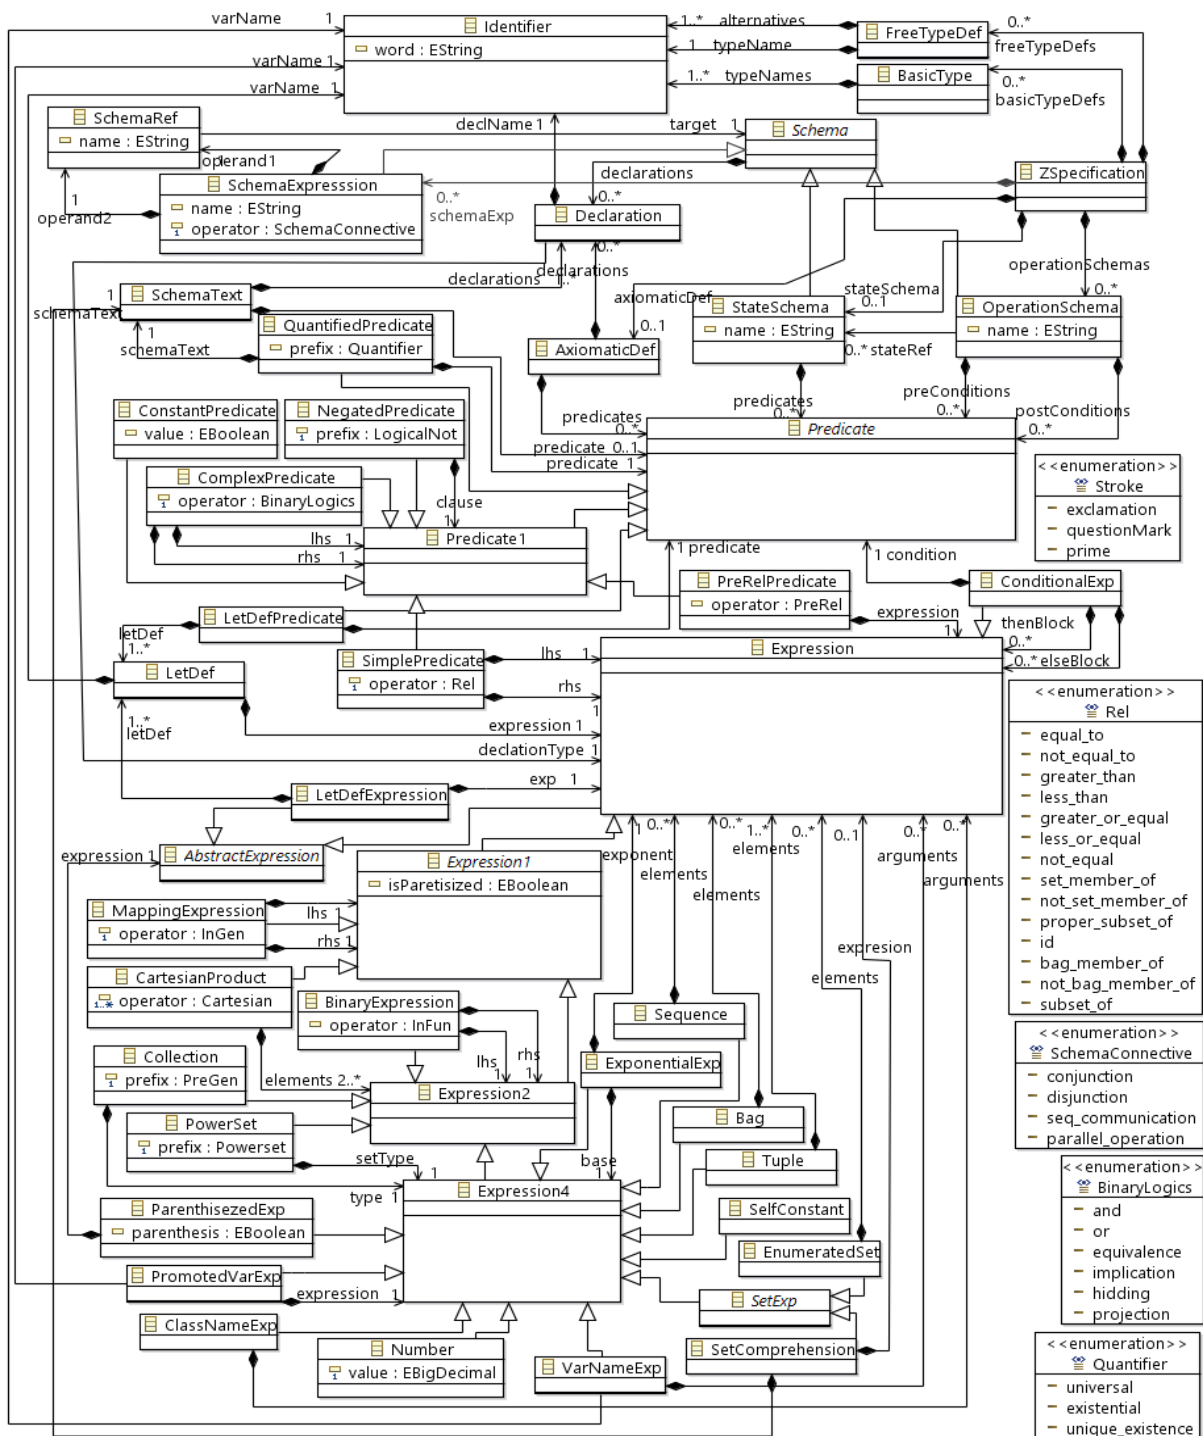 varName 1
Identifier
word : EString
1..* alternatives
FreeTypeDef
0..*
freeTypeDefs
1 typeName
varName 1
BasicType
1..* typeNames
0..*
basicTypeDefs
varName 1
SchemaRef
name : EString
declName 1
target 1
Schema
operand1
SchemaExpresssion
name : EString
operator : SchemaConnective
1
operand2
0..*
schemaExp
declarations
0..*
ZSpecification
Declaration
0..*
operationSchemas
declarations
1..*
declarations
SchemaText
1
schemaText
axiomaticDef
0..1
stateSchema
0..1
0..*
StateSchema
name : EString
OperationSchema
name : EString
0..* stateRef
QuantifiedPredicate
prefix : Quantifier
1
schemaText
AxiomaticDef
predicates
0..*
predicates
0..*
preConditions
0..*
postConditions
0..*
ConstantPredicate
value : EBoolean
NegatedPredicate
prefix : LogicalNot
Predicate
predicate 0..1
predicate 1
<<enumeration>>
Stroke
exclamation
questionMark
prime
ComplexPredicate
operator : BinaryLogics
clause
1
lhs 1
rhs 1
Predicate1
1 predicate
1 condition
PreRelPredicate
operator : PreRel
ConditionalExp
expression
1
thenBlock
0..*
0..* elseBlock
LetDefPredicate
letDef
1..*
SimplePredicate
operator : Rel
lhs 1
rhs
1
Expression
LetDef
1..*
letDef
expression 1
declationType 1
exp 1
LetDefExpression
<<enumeration>>
Rel
equal_to
not_equal_to
greater_than
less_than
greater_or_equal
less_or_equal
not_equal
set_member_of
not_set_member_of
proper_subset_of
id
bag_member_of
not_bag_member_of
subset_of
expression 1
AbstractExpression
Expression1
isParetisized : EBoolean
1
exponent
0..*
elements
0..*
elements
1..*
elements
0..*
elements
0..1
expresion
0..*
arguments
0..*
arguments
MappingExpression
operator : InGen
lhs 1
rhs 1
CartesianProduct
1..* operator : Cartesian
BinaryExpression
operator : InFun
lhs
1
rhs
1
Sequence
Collection
prefix : PreGen
elements 2..*
ExponentialExp
Expression2
<<enumeration>>
SchemaConnective
conjunction
disjunction
seq_communication
parallel_operation
PowerSet
prefix : Powerset
setType
1
Bag
Tuple
base
1
type 1
Expression4
ParenthisezedExp
parenthesis : EBoolean
SelfConstant
EnumeratedSet
<<enumeration>>
BinaryLogics
and
or
equivalence
implication
hidding
projection
PromotedVarExp
expression 1
SetExp
ClassNameExp
Number
value : EBigDecimal
VarNameExp
SetComprehension
<<enumeration>>
Quantifier
universal
existential
unique_existence